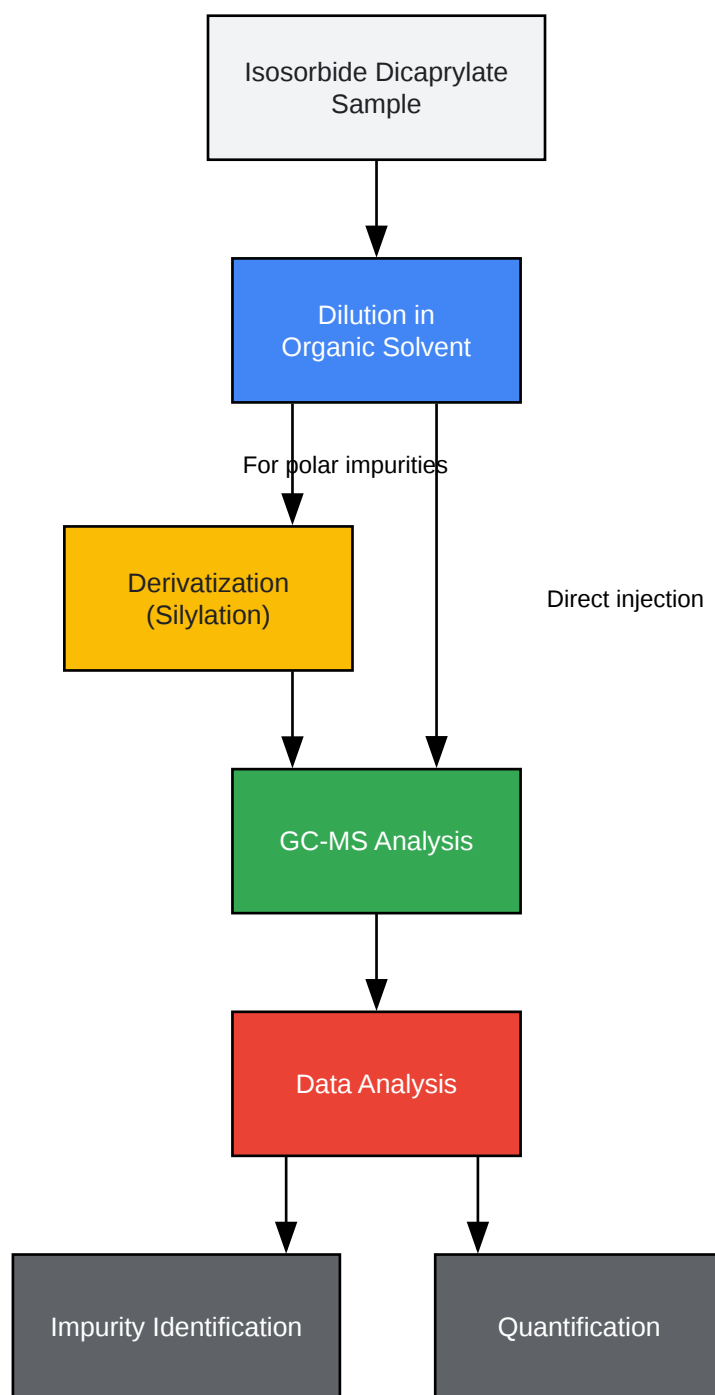 Isosorbide Dicaprylate
Sample
Dilution in
Organic Solvent
For polar impurities
Derivatization
(Silylation)
Direct injection
GC-MS Analysis
Data Analysis
Impurity Identification
Quantification